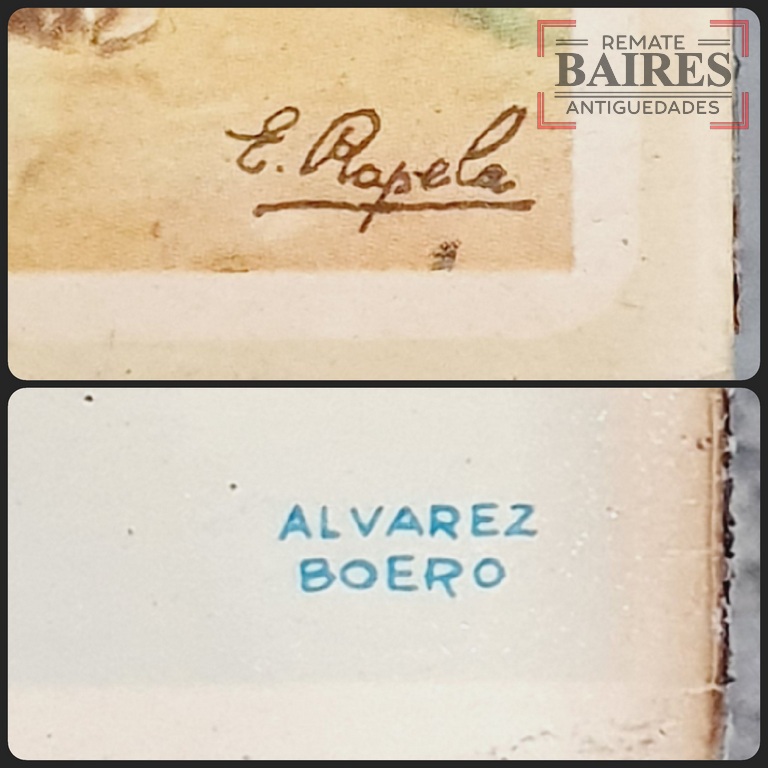 REMATE
BAIRES
ANTIGUEDADES
E. Rapela
ALVAREZ
BOERO